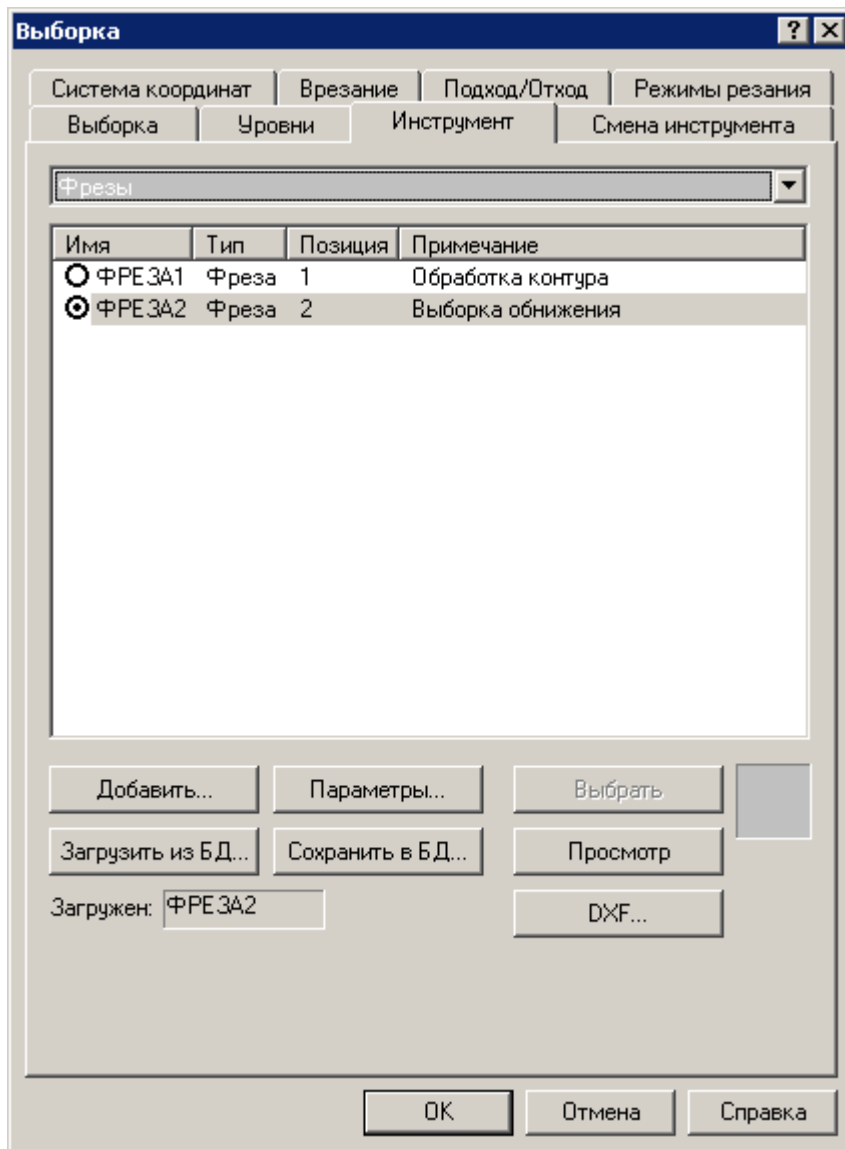 Выборка
Система координат Врезание Подход/Отход Режимы резания
Выборка Уровни Инструмент Смена инструмента
Фрезы
Имя Тип Позиция Примечание
ФРЕЗА1 Фреза 1 Обработка контура
ФРЕЗА2 Фреза 2 Выборка обнижения
Добавить... Параметры... Выбрать
Загрузить из БД... Сохранить в БД... Просмотр
Загружен: ФРЕЗА2 DXF...
OK Отмена Справка